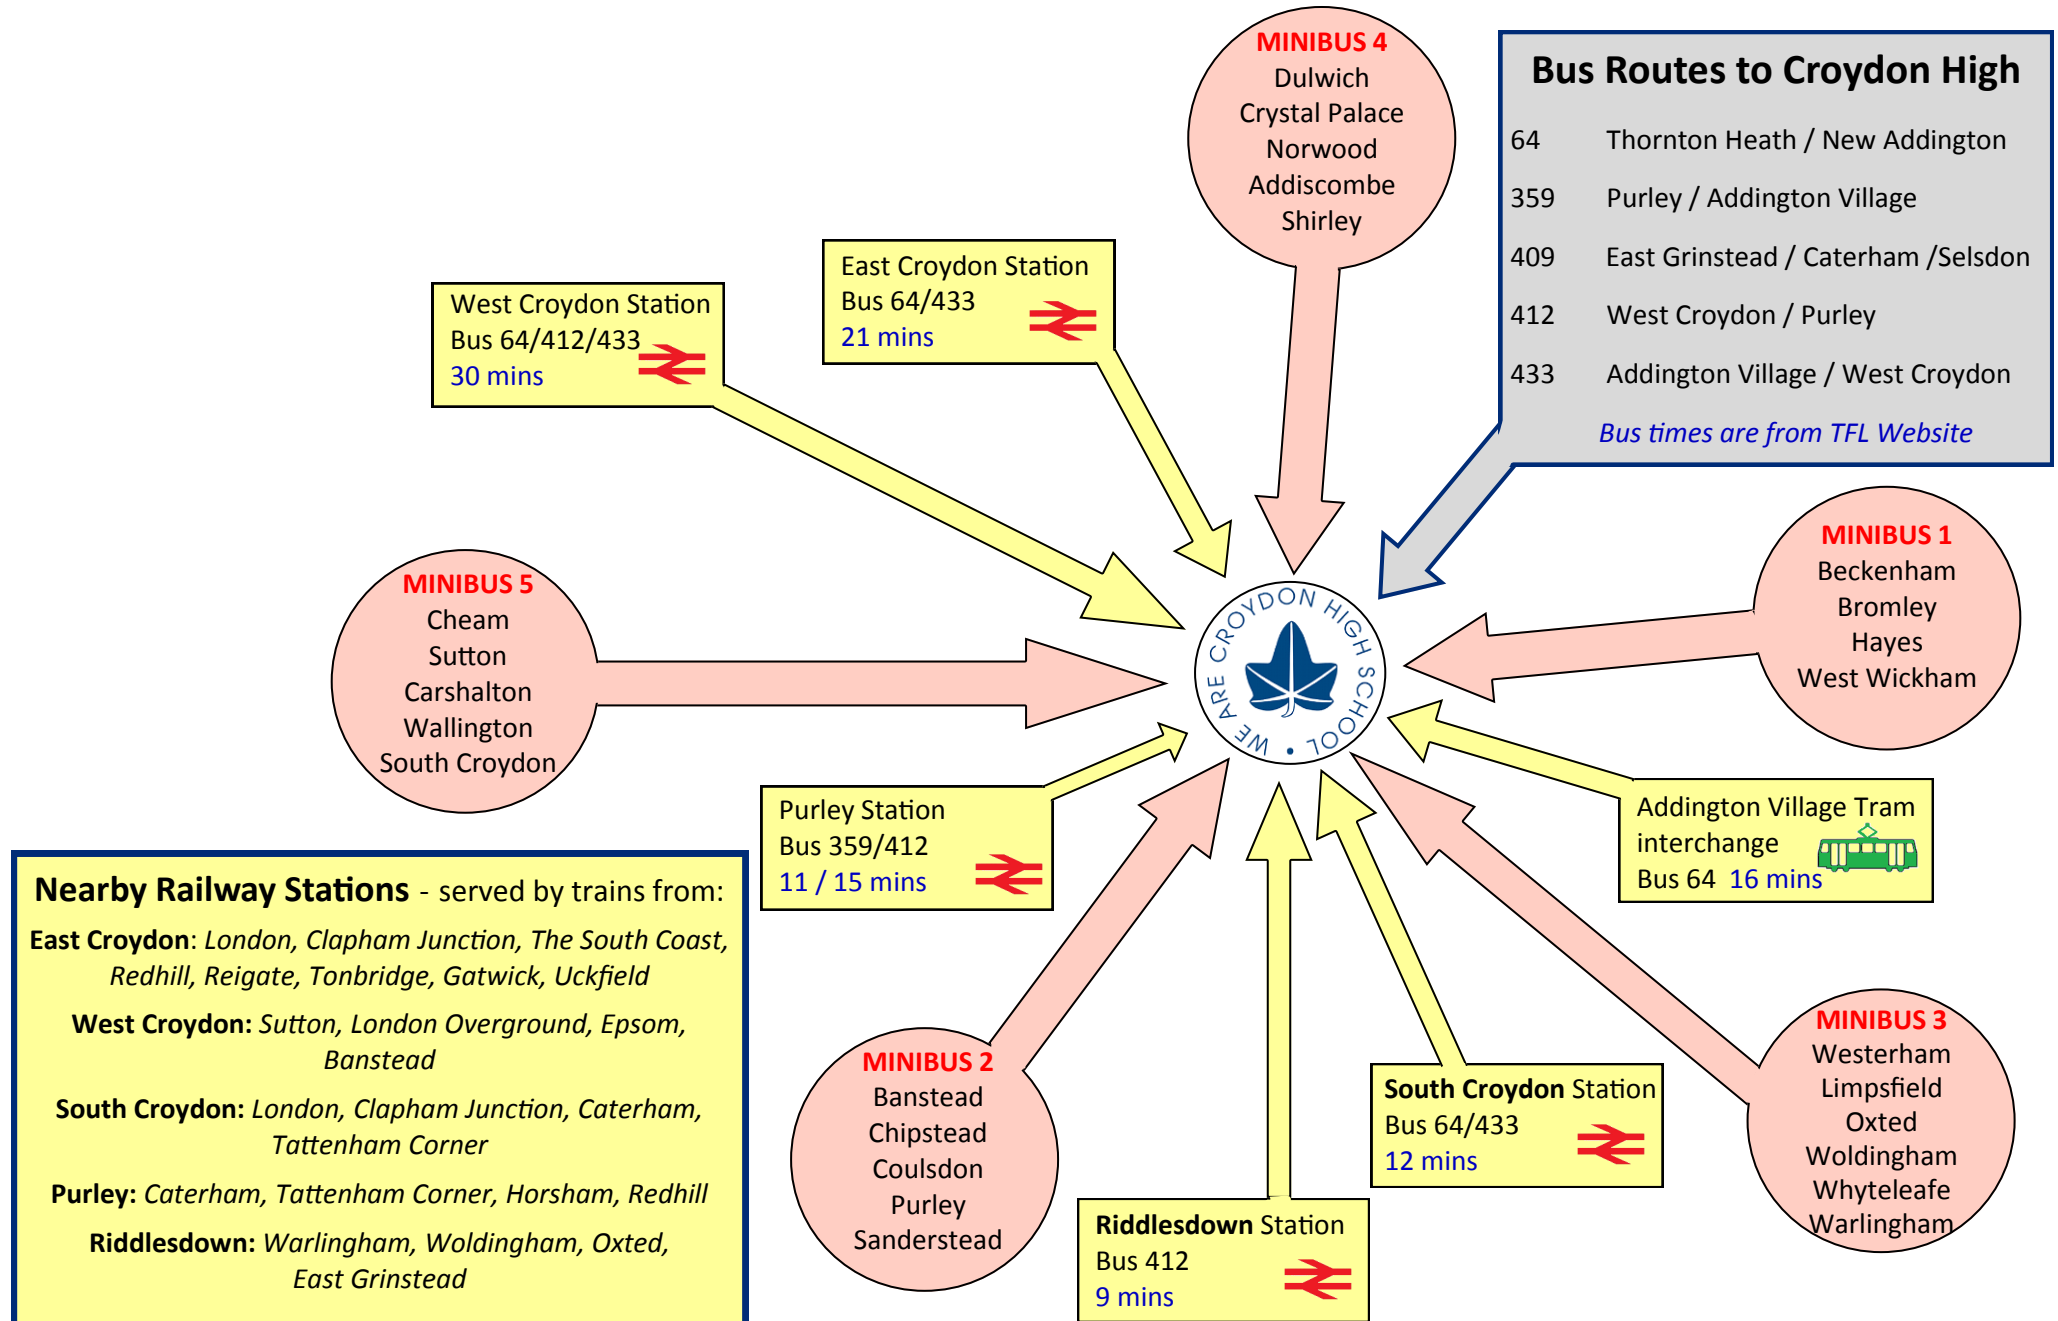 MINIBUS 4
Dulwich
Crystal Palace
Norwood
Addiscombe
Shirley
Bus Routes to Croydon High
64 Thornton Heath / New Addington
359 Purley / Addington Village
409 East Grinstead / Caterham /Selsdon
412 West Croydon / Purley
433 Addington Village / West Croydon
Bus times are from TFL Website
East Croydon Station
Bus 64/433
21 mins
West Croydon Station
Bus 64/412/433
30 mins
MINIBUS 1
Beckenham
Bromley
Hayes
West Wickham
MINIBUS 5
Cheam
Sutton
Carshalton
Wallington
South Croydon
WE ARE CROYDON HIGH SCHOOL •
Purley Station
Bus 359/412
11 / 15 mins
Addington Village Tram
interchange
Bus 64 16 mins
Nearby Railway Stations - served by trains from:
East Croydon: London, Clapham Junction, The South Coast,
Redhill, Reigate, Tonbridge, Gatwick, Uckfield
West Croydon: Sutton, London Overground, Epsom,
Banstead
South Croydon: London, Clapham Junction, Caterham,
Tattenham Corner
Purley: Caterham, Tattenham Corner, Horsham, Redhill
Riddlesdown: Warlingham, Woldingham, Oxted,
East Grinstead
MINIBUS 2
Banstead
Chipstead
Coulsdon
Purley
Sanderstead
Riddlesdown Station
Bus 412
9 mins
South Croydon Station
Bus 64/433
12 mins
MINIBUS 3
Westerham
Limpsfield
Oxted
Woldingham
Whyteleafe
Warlingham